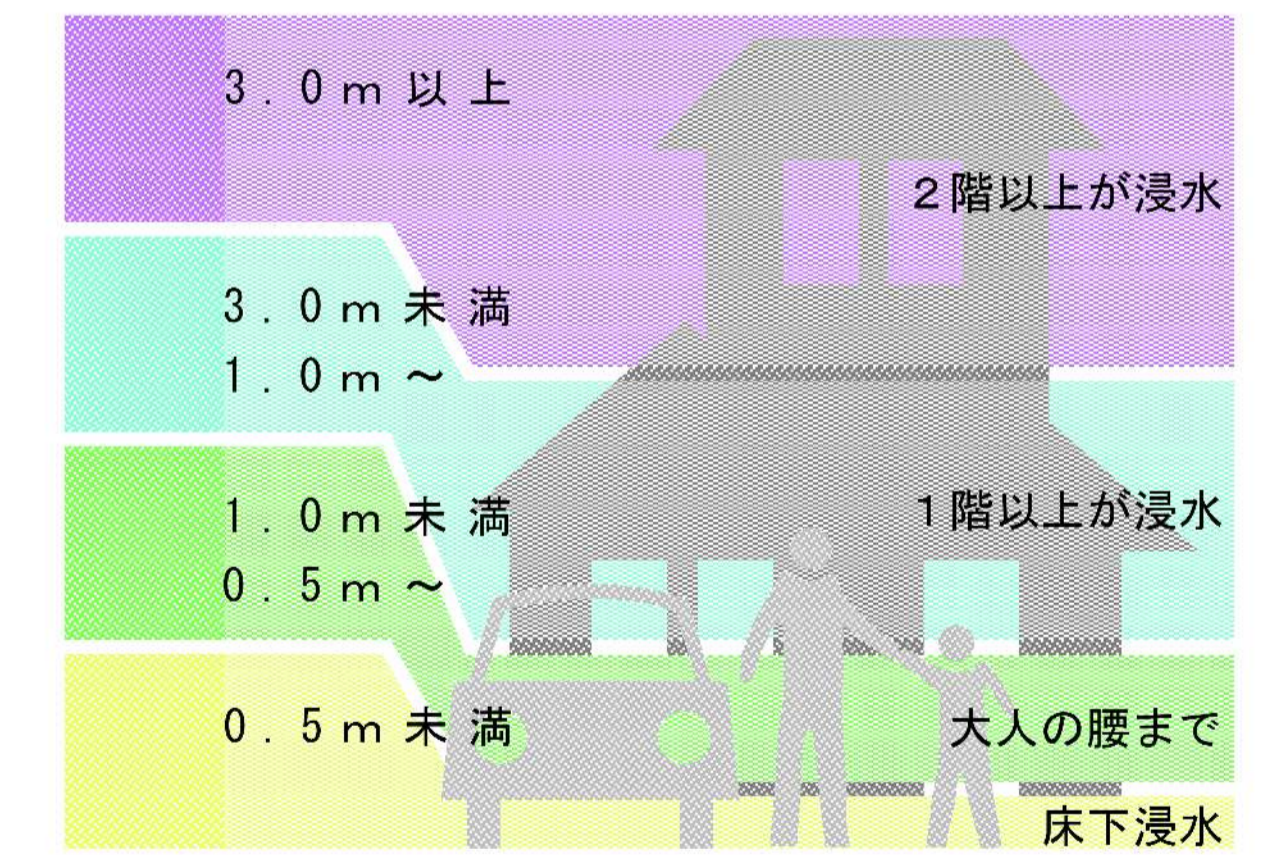 3.0m以上
2階以上が浸水
3.0m未満
1.0m～
1.0m未満
1階以上が浸水
0.5m～
0.5m未満
大人の腰まで
床下浸水